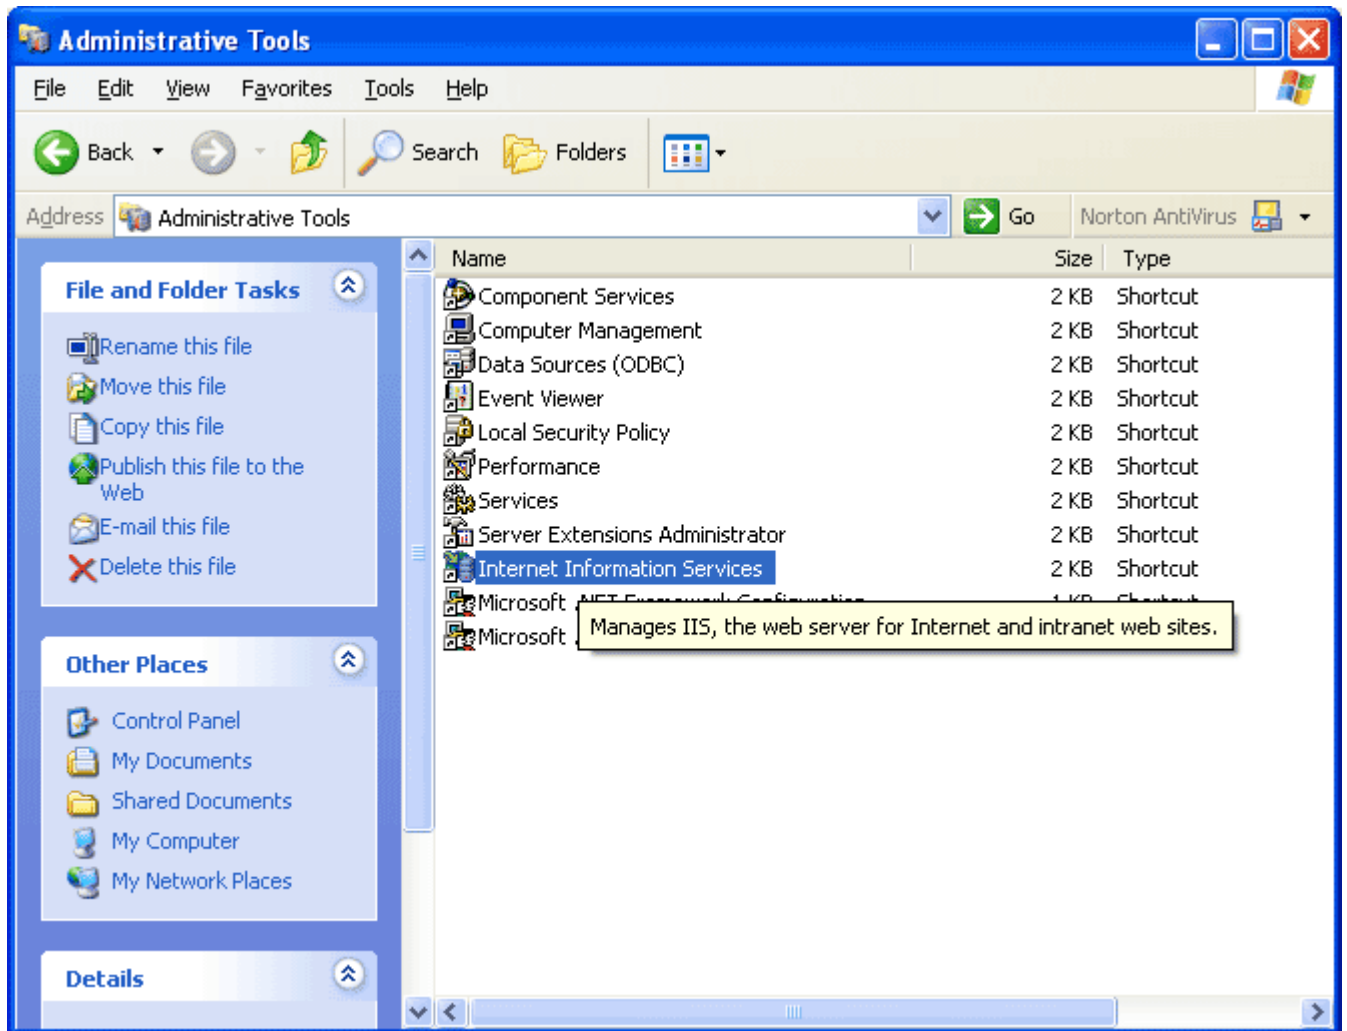 Administrative Tools
File Edit View Favorites Tools Help
Back Search Folders
Address Administrative Tools Go Norton AntiVirus
File and Folder Tasks
Rename this file
Move this file
Copy this file
Publish this file to the
Web
E-mail this file
Delete this file
Other Places
Control Panel
My Documents
Shared Documents
My Computer
My Network Places
Details
Name Size Type
Component Services 2 KB Shortcut
Computer Management 2 KB Shortcut
Data Sources (ODBC) 2 KB Shortcut
Event Viewer 2 KB Shortcut
Local Security Policy 2 KB Shortcut
Performance 2 KB Shortcut
Services 2 KB Shortcut
Server Extensions Administrator 2 KB Shortcut
Internet Information Services 2 KB Shortcut
Microsoft .NET Framework Configuration 1 KB Shortcut
Microsoft
Manages IIS, the web server for Internet and intranet web sites.